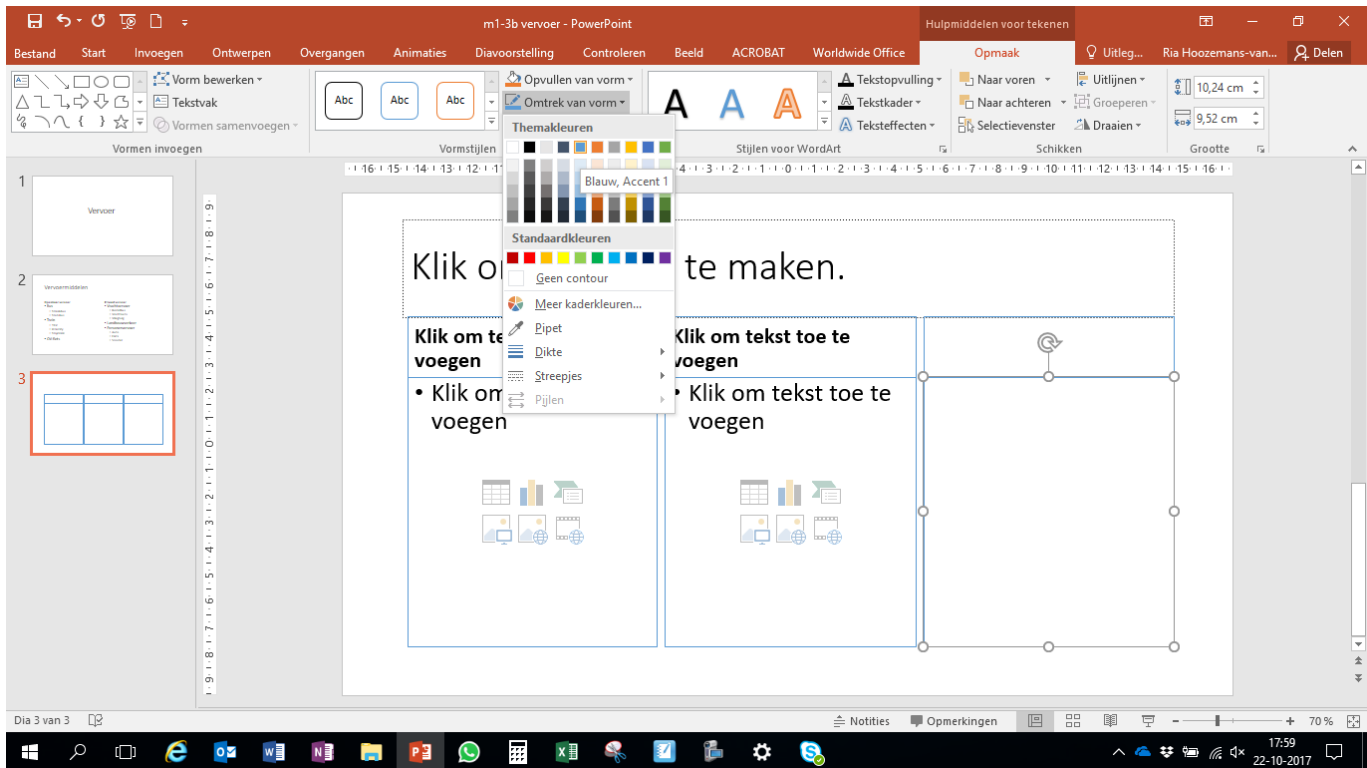 m1-3b vervoer - PowerPoint
Hulpmiddelen voor tekenen
Bestand Start Invoegen Ontwerpen Overgangen Animaties Diavoorstelling Controleren Beeld ACROBAT Worldwide Office Opmaak Uitleg... Ria Hoozemans-van... Delen
Vorm bewerken
Tekstvak
Vormen samenvoegen
Vormen invoegen
Abc Abc Abc
Vormstijlen
Opvullen van vorm
Omtrek van vorm
Themakleuren
Blauw, Accent 1
Standaardkleuren
Geen contour
Meer kaderkleuren...
Pipet
Dikte
Streepjes
Pijlen
A A A
Tekstopvulling
Tekstkader
Teksteffecten
Stijlen voor WordArt
Naar voren
Naar achteren
Selectievenster
Uitlijnen
Groeperen
Draaien
Schikken
10,24 cm
9,52 cm
Grootte
1
Vervoer
2
Vervoermiddelen
3
Klik o te maken.
Klik om te
voegen
• Klik om
voegen
Klik om tekst toe te
voegen
• Klik om tekst toe te
voegen
Dia 3 van 3
Notities Opmerkingen 70 %
17:59
22-10-2017